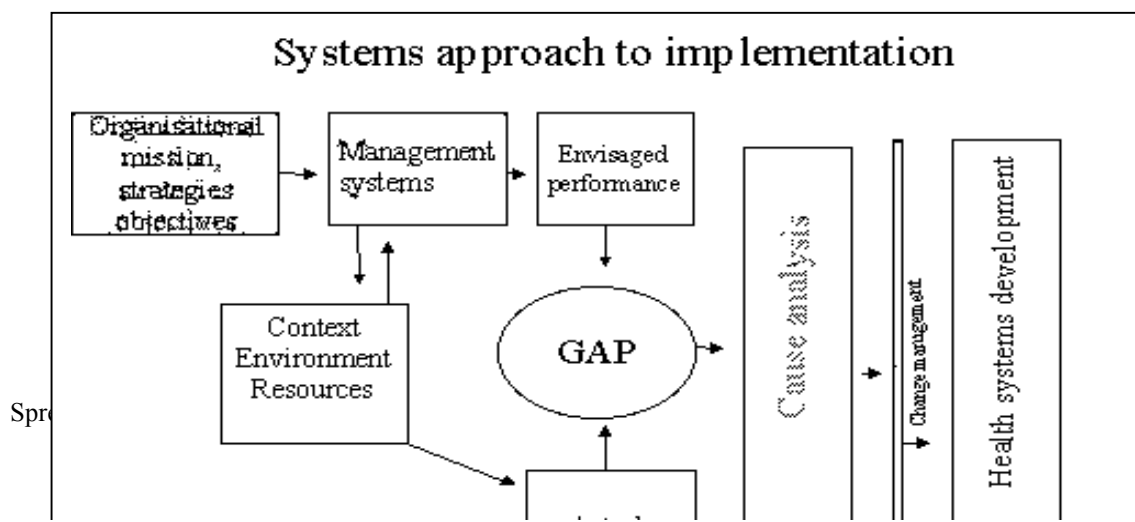 Systems approach to implementation
Organisational
mission,
strategies
objectives
Management
systems
Envisaged
performance
Context
Environment
Resources
GAP
Cause analysis
Change management
Health systems development